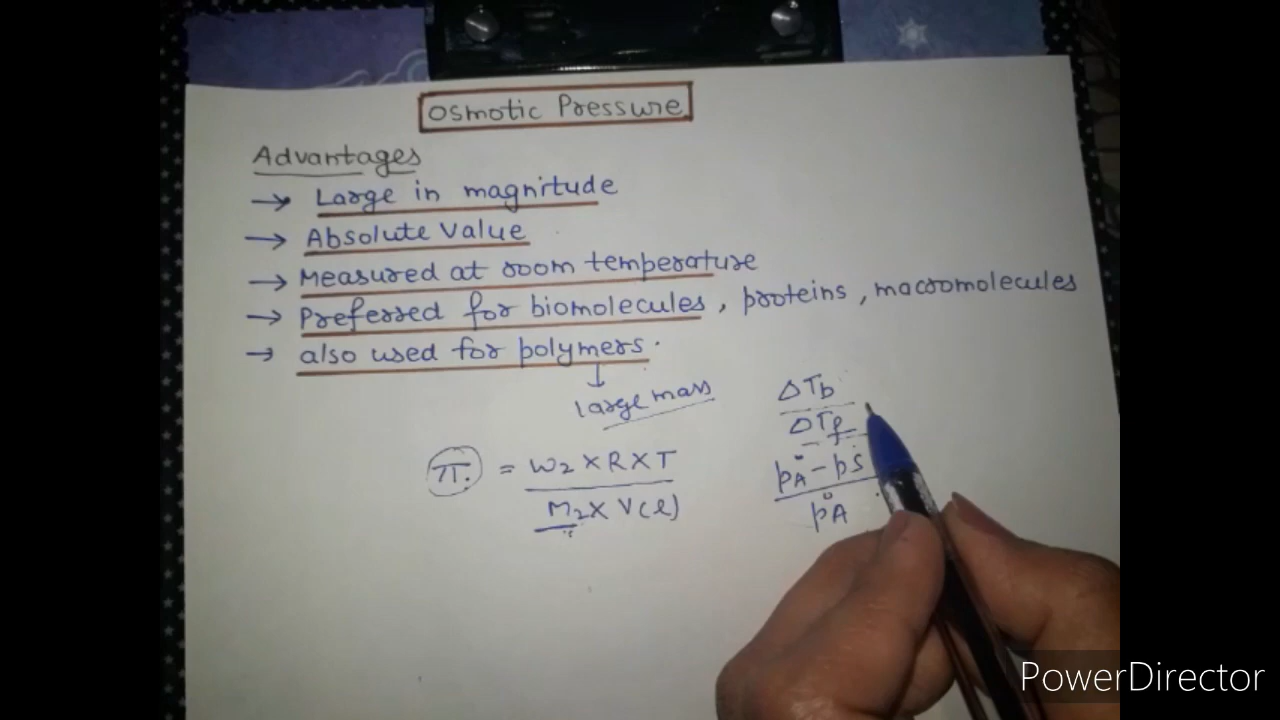 Osmotic Pressure
Advantages
→ Large in magnitude
→ Absolute Value
→ Measured at room temperature
→ Preferred for biomolecules, proteins, macromolecules
→ also used for polymers.
↓
large mass
π. = W₂ X R X T
M₂ X V(l)
ΔTb
ΔTf
p°A - pS
p°A
PowerDirector